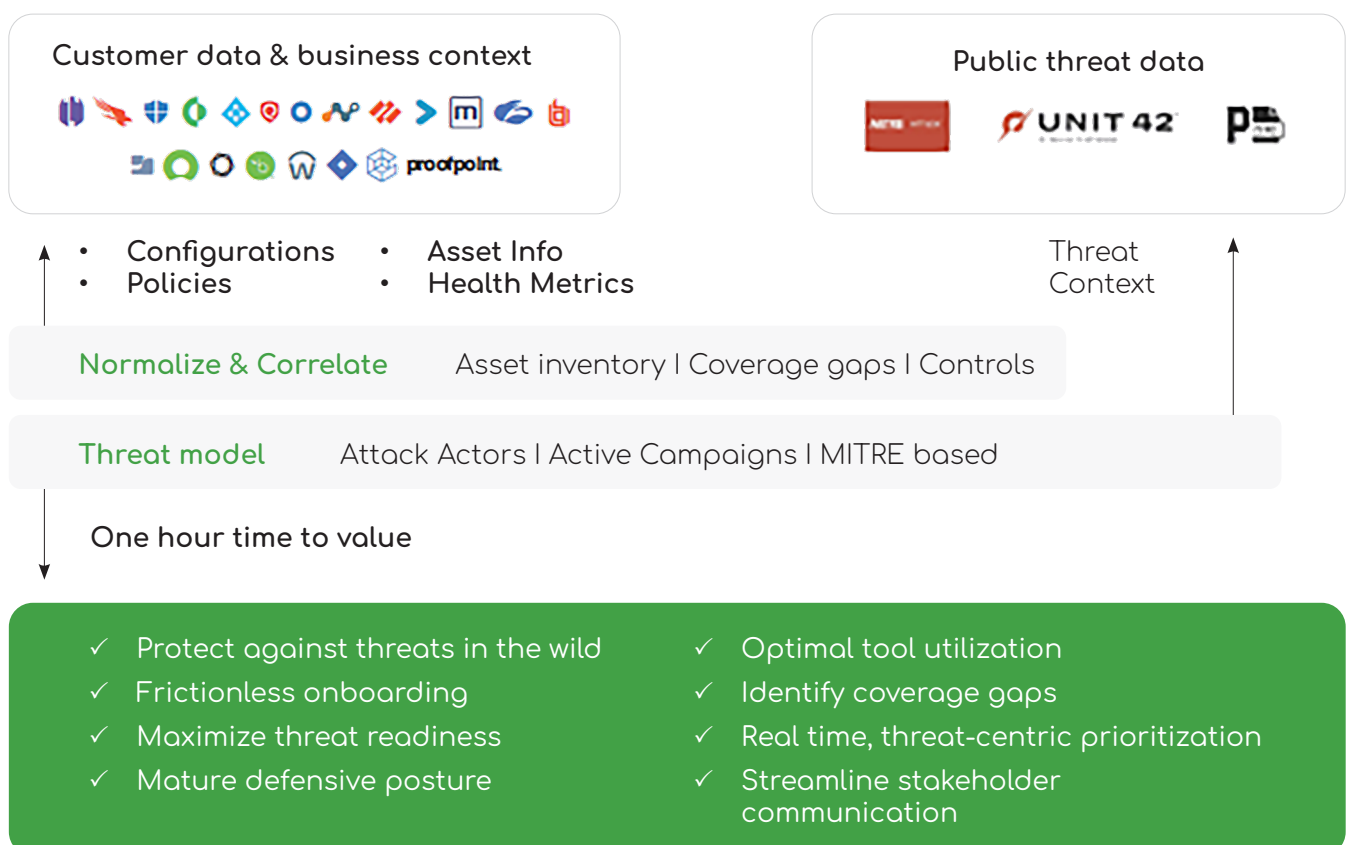 Customer data & business context
m
proofpoint.
Public threat data
UNIT 42
• Configurations
• Policies
• Asset Info
• Health Metrics
Threat
Context
Normalize & Correlate Asset inventory | Coverage gaps | Controls
Threat model Attack Actors | Active Campaigns | MITRE based
One hour time to value
✓ Protect against threats in the wild
✓ Frictionless onboarding
✓ Maximize threat readiness
✓ Mature defensive posture
✓ Optimal tool utilization
✓ Identify coverage gaps
✓ Real time, threat-centric prioritization
✓ Streamline stakeholder
communication